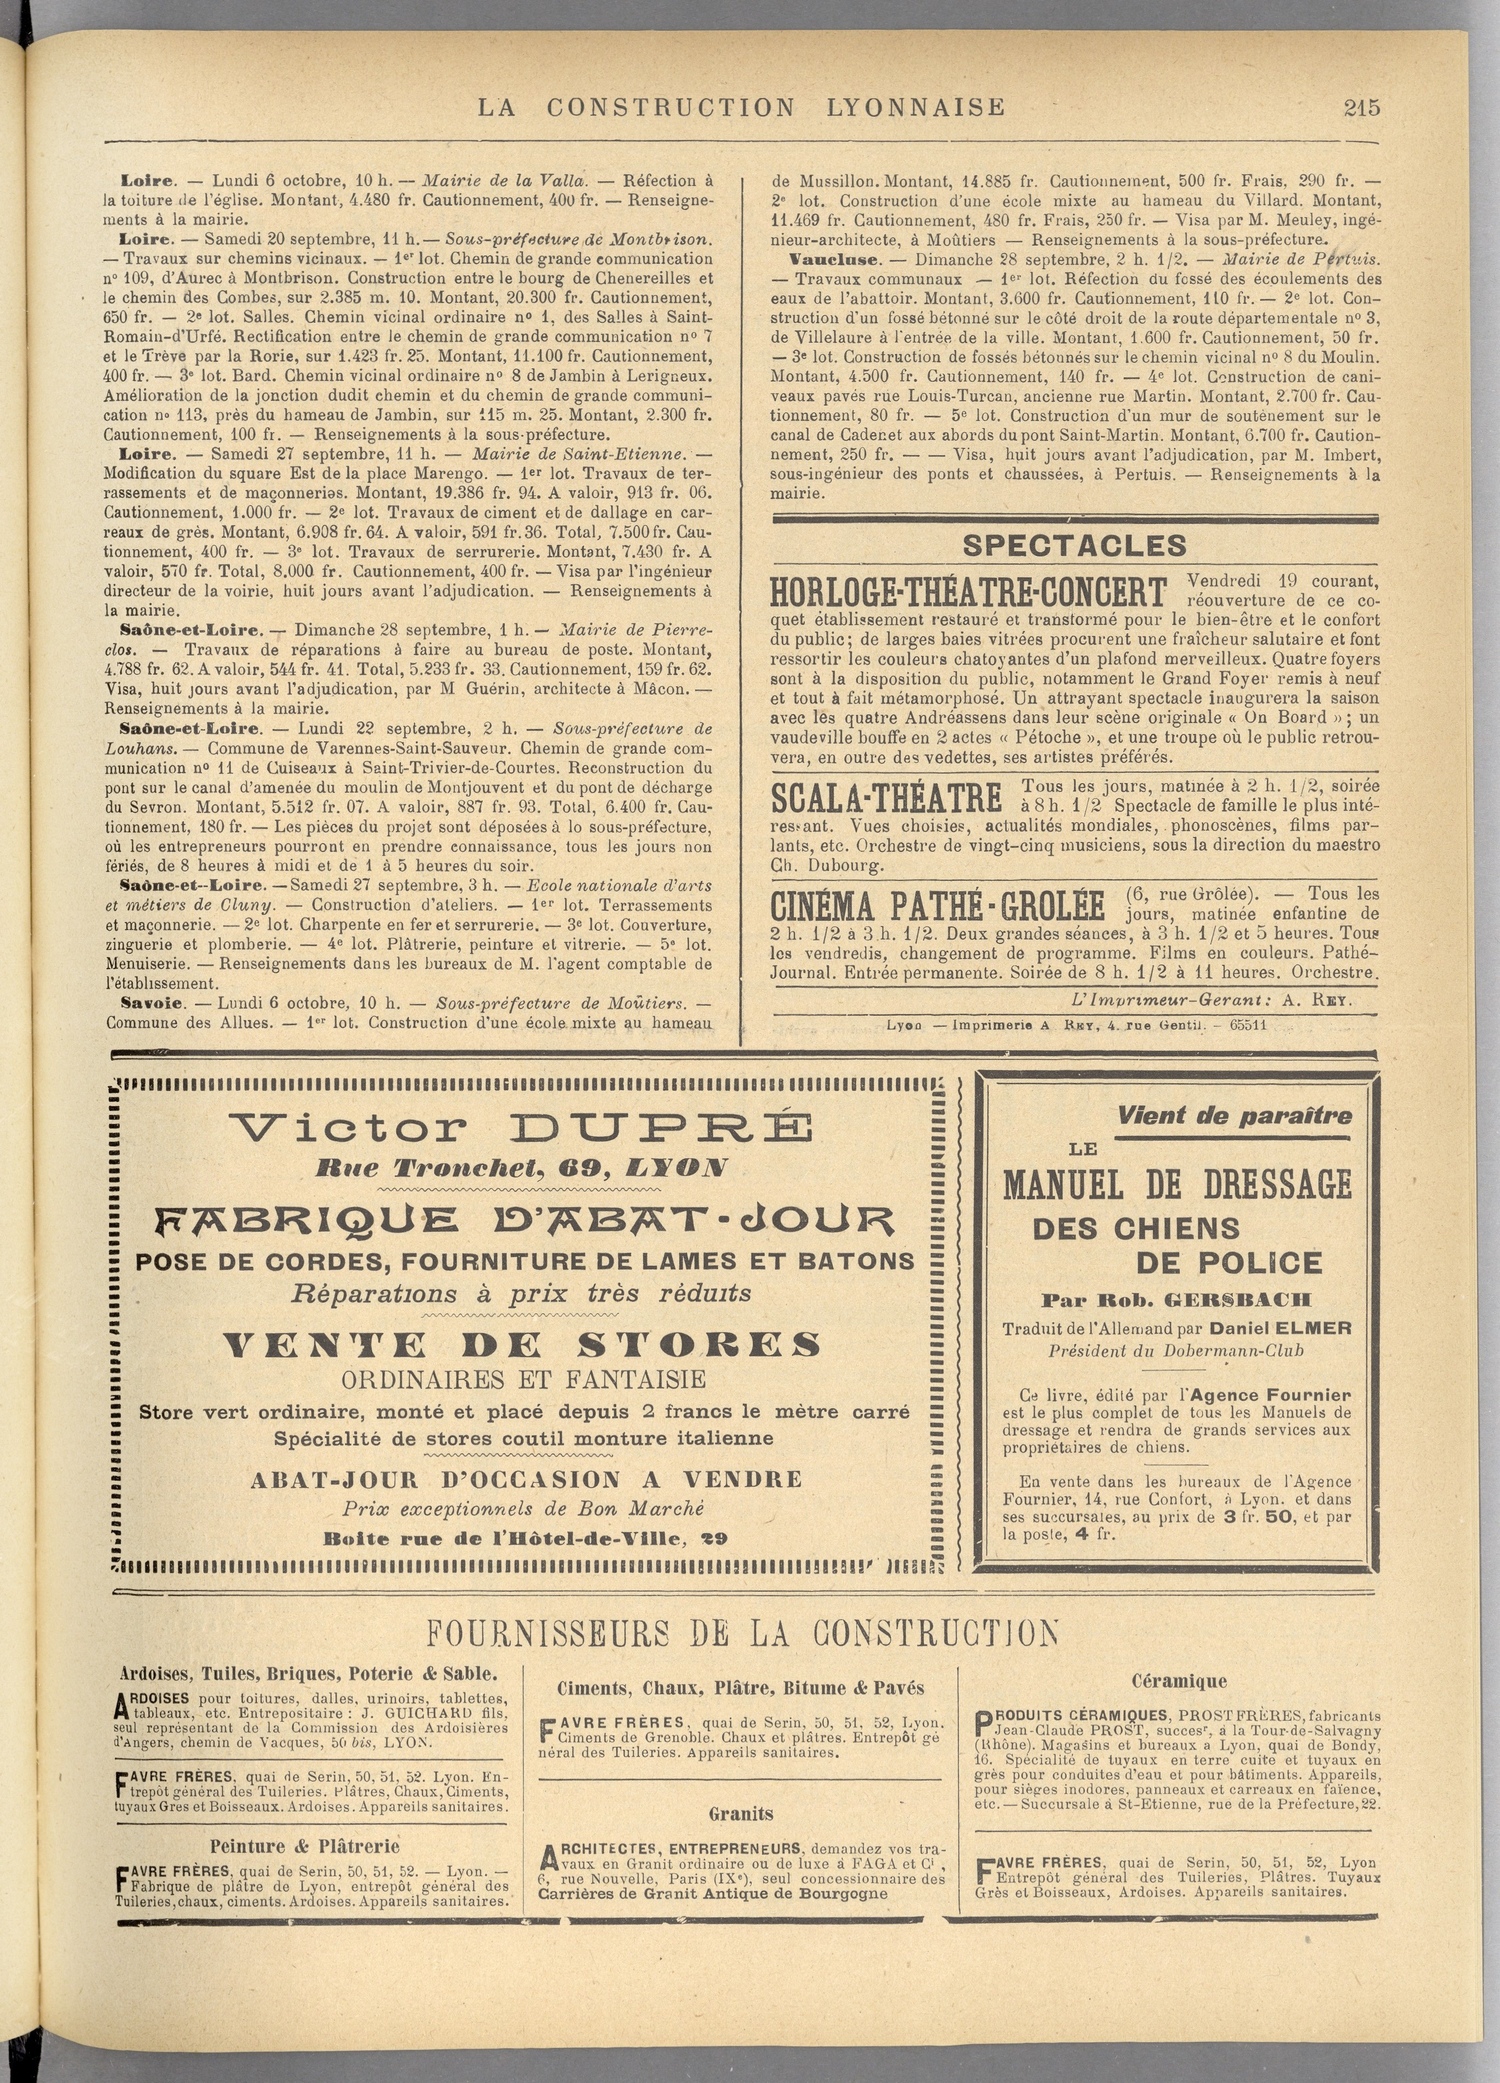 LA CONSTRUCTION LYONNAISE
215
Loire. — Lundi 6 octobre, 10 h. — Mairie de la Valla. — Réfection à
la toiture de l'église. Montant, 4.480 fr. Cautionnement, 400 fr. — Renseigne-
ments à la mairie.
Loire. — Samedi 20 septembre, 11 h. — Sous-préfecture de Montbrison.
— Travaux sur chemins vicinaux. — 1er lot. Chemin de grande communication
n° 109, d'Aurec à Montbrison. Construction entre le bourg de Chenereilles et
le chemin des Combes, sur 2.385 m. 10. Montant, 20.300 fr. Cautionnement,
650 fr. — 2e lot. Salles. Chemin vicinal ordinaire n° 1, des Salles à Saint-
Romain-d'Urfé. Rectification entre le chemin de grande communication n° 7
et le Trève par la Rorie, sur 1.423 fr. 25. Montant, 11.100 fr. Cautionnement,
400 fr. — 3e lot. Bard. Chemin vicinal ordinaire n° 8 de Jambin à Lerigneux.
Amélioration de la jonction dudit chemin et du chemin de grande communi-
cation n° 113, près du hameau de Jambin, sur 115 m. 25. Montant, 2.300 fr.
Cautionnement, 100 fr. — Renseignements à la sous-préfecture.
Loire. — Samedi 27 septembre, 11 h. — Mairie de Saint-Etienne. —
Modification du square Est de la place Marengo. — 1er lot. Travaux de ter-
rassements et de maçonneries. Montant, 19.386 fr. 94. A valoir, 913 fr. 06.
Cautionnement, 1.000 fr. — 2e lot. Travaux de ciment et de dallage en car-
reaux de grès. Montant, 6.908 fr. 64. A valoir, 591 fr. 36. Total, 7.500 fr. Cau-
tionnement, 400 fr. — 3e lot. Travaux de serrurerie. Montant, 7.430 fr. A
valoir, 570 fr. Total, 8.000 fr. Cautionnement, 400 fr. — Visa par l'ingénieur
directeur de la voirie, huit jours avant l'adjudication. — Renseignements à
la mairie.
Saône-et-Loire. — Dimanche 28 septembre, 1 h. — Mairie de Pierre-
clos. — Travaux de réparations à faire au bureau de poste. Montant,
4.788 fr. 62. A valoir, 544 fr. 41. Total, 5.233 fr. 33. Cautionnement, 159 fr. 62.
Visa, huit jours avant l'adjudication, par M Guérin, architecte à Mâcon. —
Renseignements à la mairie.
Saône-et-Loire. — Lundi 22 septembre, 2 h. — Sous-préfecture de
Louhans. — Commune de Varennes-Saint-Sauveur. Chemin de grande com-
munication n° 11 de Cuiseaux à Saint-Trivier-de-Courtes. Reconstruction du
pont sur le canal d'amenée du moulin de Montjouvent et du pont de décharge
du Sevron. Montant, 5.512 fr. 07. A valoir, 887 fr. 93. Total, 6.400 fr. Cau-
tionnement, 180 fr. — Les pièces du projet sont déposées à lo sous-préfecture,
où les entrepreneurs pourront en prendre connaissance, tous les jours non
fériés, de 8 heures à midi et de 1 à 5 heures du soir.
Saône-et--Loire. — Samedi 27 septembre, 3 h. — Ecole nationale d'arts
et métiers de Cluny. — Construction d'ateliers. — 1er lot. Terrassements
et maçonnerie. — 2e lot. Charpente en fer et serrurerie. — 3e lot. Couverture,
zinguerie et plomberie. — 4e lot. Plâtrerie, peinture et vitrerie. — 5e lot.
Menuiserie. — Renseignements dans les bureaux de M. l'agent comptable de
l'établissement.
Savoie. — Lundi 6 octobre, 10 h. — Sous-préfecture de Moûtiers. —
Commune des Allues. — 1er lot. Construction d'une école mixte au hameau
de Mussillon. Montant, 14.885 fr. Cautionnement, 500 fr. Frais, 290 fr. —
2e lot. Construction d'une école mixte au hameau du Villard. Montant,
11.469 fr. Cautionnement, 480 fr. Frais, 250 fr. — Visa par M. Meuley, ingé-
nieur-architecte, à Moûtiers — Renseignements à la sous-préfecture.
Vaucluse. — Dimanche 28 septembre, 2 h. 1/2. — Mairie de Pertuis.
— Travaux communaux — 1er lot. Réfection du fossé des écoulements des
eaux de l'abattoir. Montant, 3.600 fr. Cautionnement, 110 fr. — 2e lot. Con-
struction d'un fossé bétonné sur le côté droit de la route départementale n° 3,
de Villelaure à l'entrée de la ville. Montant, 1.600 fr. Cautionnement, 50 fr.
— 3e lot. Construction de fossés bétonnés sur le chemin vicinal n° 8 du Moulin.
Montant, 4.500 fr. Cautionnement, 140 fr. — 4e lot. Construction de cani-
veaux pavés rue Louis-Turcan, ancienne rue Martin. Montant, 2.700 fr. Cau-
tionnement, 80 fr. — 5e lot. Construction d'un mur de soutènement sur le
canal de Cadenet aux abords du pont Saint-Martin. Montant, 6.700 fr. Caution-
nement, 250 fr. — — Visa, huit jours avant l'adjudication, par M. Imbert,
sous-ingénieur des ponts et chaussées, à Pertuis. — Renseignements à la
mairie.
SPECTACLES
HORLOGE-THÉATRE-CONCERT Vendredi 19 courant,
réouverture de ce co-
quet établissement restauré et transformé pour le bien-être et le confort
du public ; de larges baies vitrées procurent une fraîcheur salutaire et font
ressortir les couleurs chatoyantes d'un plafond merveilleux. Quatre foyers
sont à la disposition du public, notamment le Grand Foyer remis à neuf
et tout à fait métamorphosé. Un attrayant spectacle inaugurera la saison
avec les quatre Andréassens dans leur scène originale « On Board » ; un
vaudeville bouffe en 2 actes « Pétoche », et une troupe où le public retrou-
vera, en outre des vedettes, ses artistes préférés.
SCALA-THÉATRE Tous les jours, matinée à 2 h. 1/2, soirée
à 8 h. 1/2 Spectacle de famille le plus inté-
ressant. Vues choisies, actualités mondiales, phonoscènes, films par-
lants, etc. Orchestre de vingt-cinq musiciens, sous la direction du maestro
Ch. Dubourg.
CINÉMA PATHÉ-GROLÉE (6, rue Grôlée). — Tous les
jours, matinée enfantine de
2 h. 1/2 à 3 h. 1/2. Deux grandes séances, à 3 h. 1/2 et 5 heures. Tous
les vendredis, changement de programme. Films en couleurs. Pathé-
Journal. Entrée permanente. Soirée de 8 h. 1/2 à 11 heures. Orchestre.
L'Imprimeur-Gerant : A. REY.
Lyon — Imprimerie A REY, 4. rue Gentil. — 65511
Victor DUPRÉ
Rue Tronchet, 69, LYON
FABRIQUE D'ABAT-JOUR
POSE DE CORDES, FOURNITURE DE LAMES ET BATONS
Réparations à prix très réduits
VENTE DE STORES
ORDINAIRES ET FANTAISIE
Store vert ordinaire, monté et placé depuis 2 francs le mètre carré
Spécialité de stores coutil monture italienne
ABAT-JOUR D'OCCASION A VENDRE
Prix exceptionnels de Bon Marché
Boite rue de l'Hôtel-de-Ville, 29
Vient de paraître
LE
MANUEL DE DRESSAGE
DES CHIENS
DE POLICE
Par Rob. GERSBACH
Traduit de l'Allemand par Daniel ELMER
Président du Dobermann-Club
Ce livre, édité par l'Agence Fournier
est le plus complet de tous les Manuels de
dressage et rendra de grands services aux
propriétaires de chiens.
En vente dans les bureaux de l'Agence
Fournier, 14, rue Confort, à Lyon. et dans
ses succursales, au prix de 3 fr. 50, et par
la poste, 4 fr.
FOURNISSEURS DE LA CONSTRUCTION
Ardoises, Tuiles, Briques, Poterie & Sable.
ARDOISES pour toitures, dalles, urinoirs, tablettes,
tableaux, etc. Entrepositaire : J. GUICHARD fils,
seul représentant de la Commission des Ardoisières
d'Angers, chemin de Vacques, 50 bis, LYON.
FAVRE FRÈRES, quai de Serin, 50, 51, 52. Lyon. En-
trepôt général des Tuileries. Plâtres, Chaux, Ciments,
tuyaux Gres et Boisseaux. Ardoises. Appareils sanitaires.
Peinture & Plâtrerie
FAVRE FRÈRES, quai de Serin, 50, 51, 52. — Lyon. —
Fabrique de plâtre de Lyon, entrepôt général des
Tuileries, chaux, ciments. Ardoises. Appareils sanitaires.
Ciments, Chaux, Plâtre, Bitume & Pavés
FAVRE FRÈRES, quai de Serin, 50, 51. 52, Lyon.
Ciments de Grenoble. Chaux et plâtres. Entrepôt gé
néral des Tuileries. Appareils sanitaires.
Granits
ARCHITECTES, ENTREPRENEURS, demandez vos tra-
vaux en Granit ordinaire ou de luxe à FAGA et Ci ,
6, rue Nouvelle, Paris (IXe), seul concessionnaire des
Carrières de Granit Antique de Bourgogne
Céramique
PRODUITS CÉRAMIQUES, PROST FRÈRES, fabricants
Jean-Claude PROST, succesr, à la Tour-de-Salvagny
(Rhône). Magasins et bureaux a Lyon, quai de Bondy,
16. Spécialité de tuyaux en terre cuite et tuyaux en
grès pour conduites d'eau et pour bâtiments. Appareils,
pour sièges inodores, panneaux et carreaux en faïence,
etc. — Succursale à St-Etienne, rue de la Préfecture, 22.
FAVRE FRÈRES, quai de Serin, 50, 51, 52, Lyon
Entrepôt général des Tuileries, Plâtres. Tuyaux
Grès et Boisseaux, Ardoises. Appareils sanitaires.